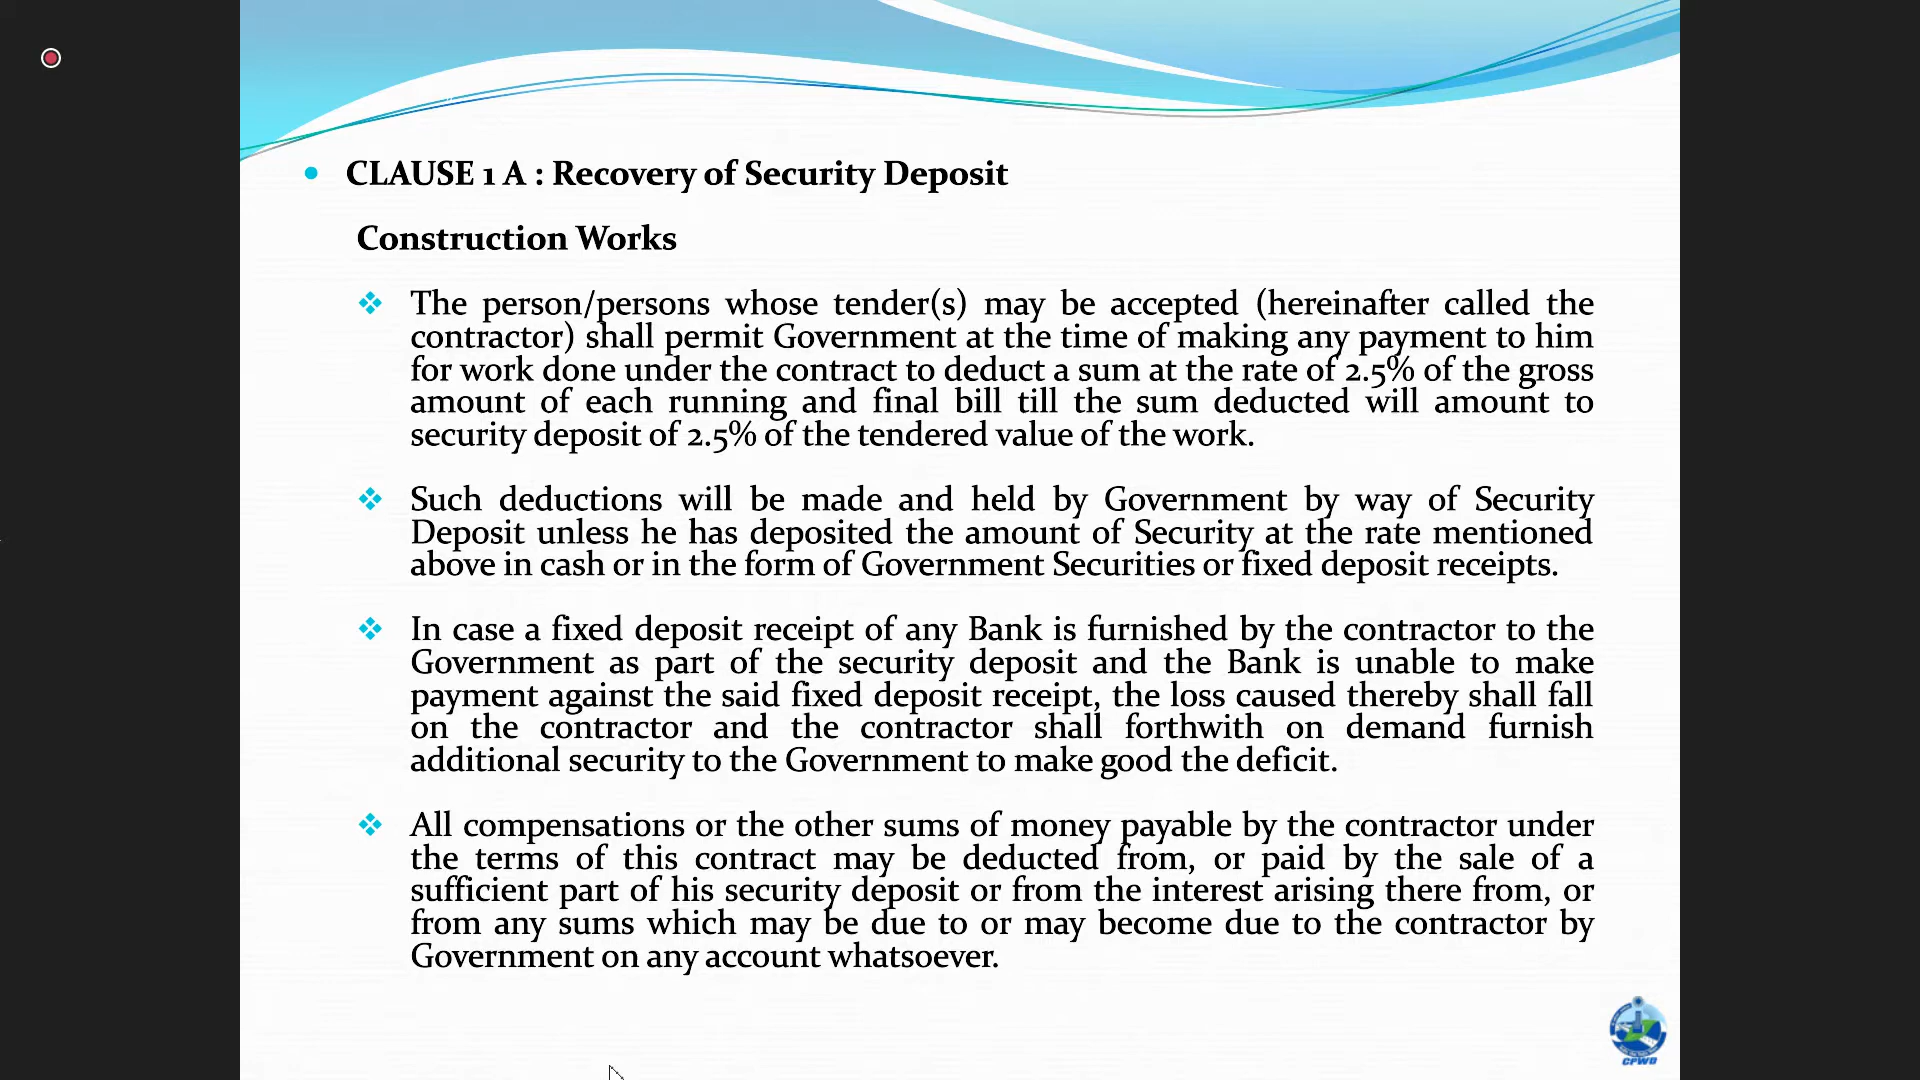 CLAUSE 1 A : Recovery of Security Deposit
Construction Works
The person/persons whose tender(s) may be accepted (hereinafter called the
contractor) shall permit Government at the time of making any payment to him
for work done under the contract to deduct a sum at the rate of 2.5% of the gross
amount of each running and final bill till the sum deducted will amount to
security deposit of 2.5% of the tendered value of the work.
Such deductions will be made and held by Government by way of Security
Deposit unless he has deposited the amount of Security at the rate mentioned
above in cash or in the form of Government Securities or fixed deposit receipts.
In case a fixed deposit receipt of any Bank is furnished by the contractor to the
Government as part of the security deposit and the Bank is unable to make
payment against the said fixed deposit receipt, the loss caused thereby shall fall
on the contractor and the contractor shall forthwith on demand furnish
additional security to the Government to make good the deficit.
All compensations or the other sums of money payable by the contractor under
the terms of this contract may be deducted from, or paid by the sale of a
sufficient part of his security deposit or from the interest arising there from, or
from any sums which may be due to or may become due to the contractor by
Government on any account whatsoever.
CPWD